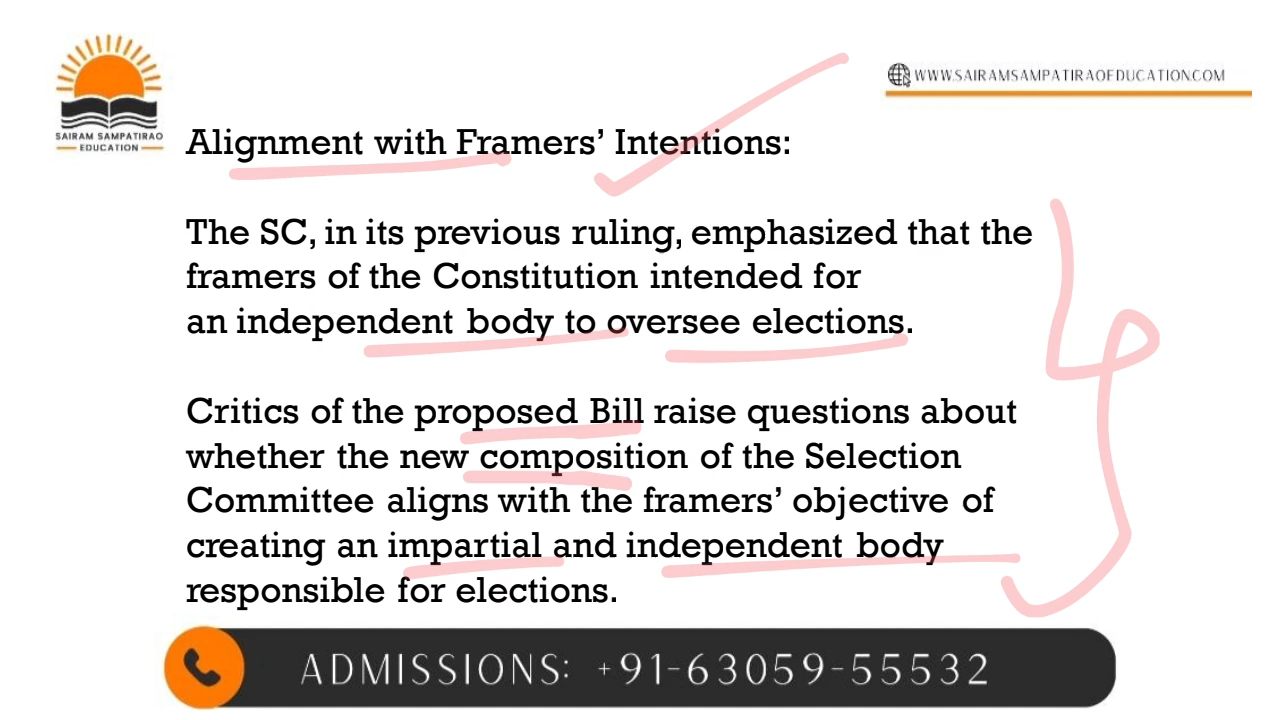 WWW.SAIRAMSAMPATIRAOEDUCATION.COM
SAIRAM SAMPATIRAO
EDUCATION
Alignment with Framers’ Intentions:
The SC, in its previous ruling, emphasized that the
framers of the Constitution intended for
an independent body to oversee elections.
Critics of the proposed Bill raise questions about
whether the new composition of the Selection
Committee aligns with the framers’ objective of
creating an impartial and independent body
responsible for elections.
ADMISSIONS: +91-63059-55532